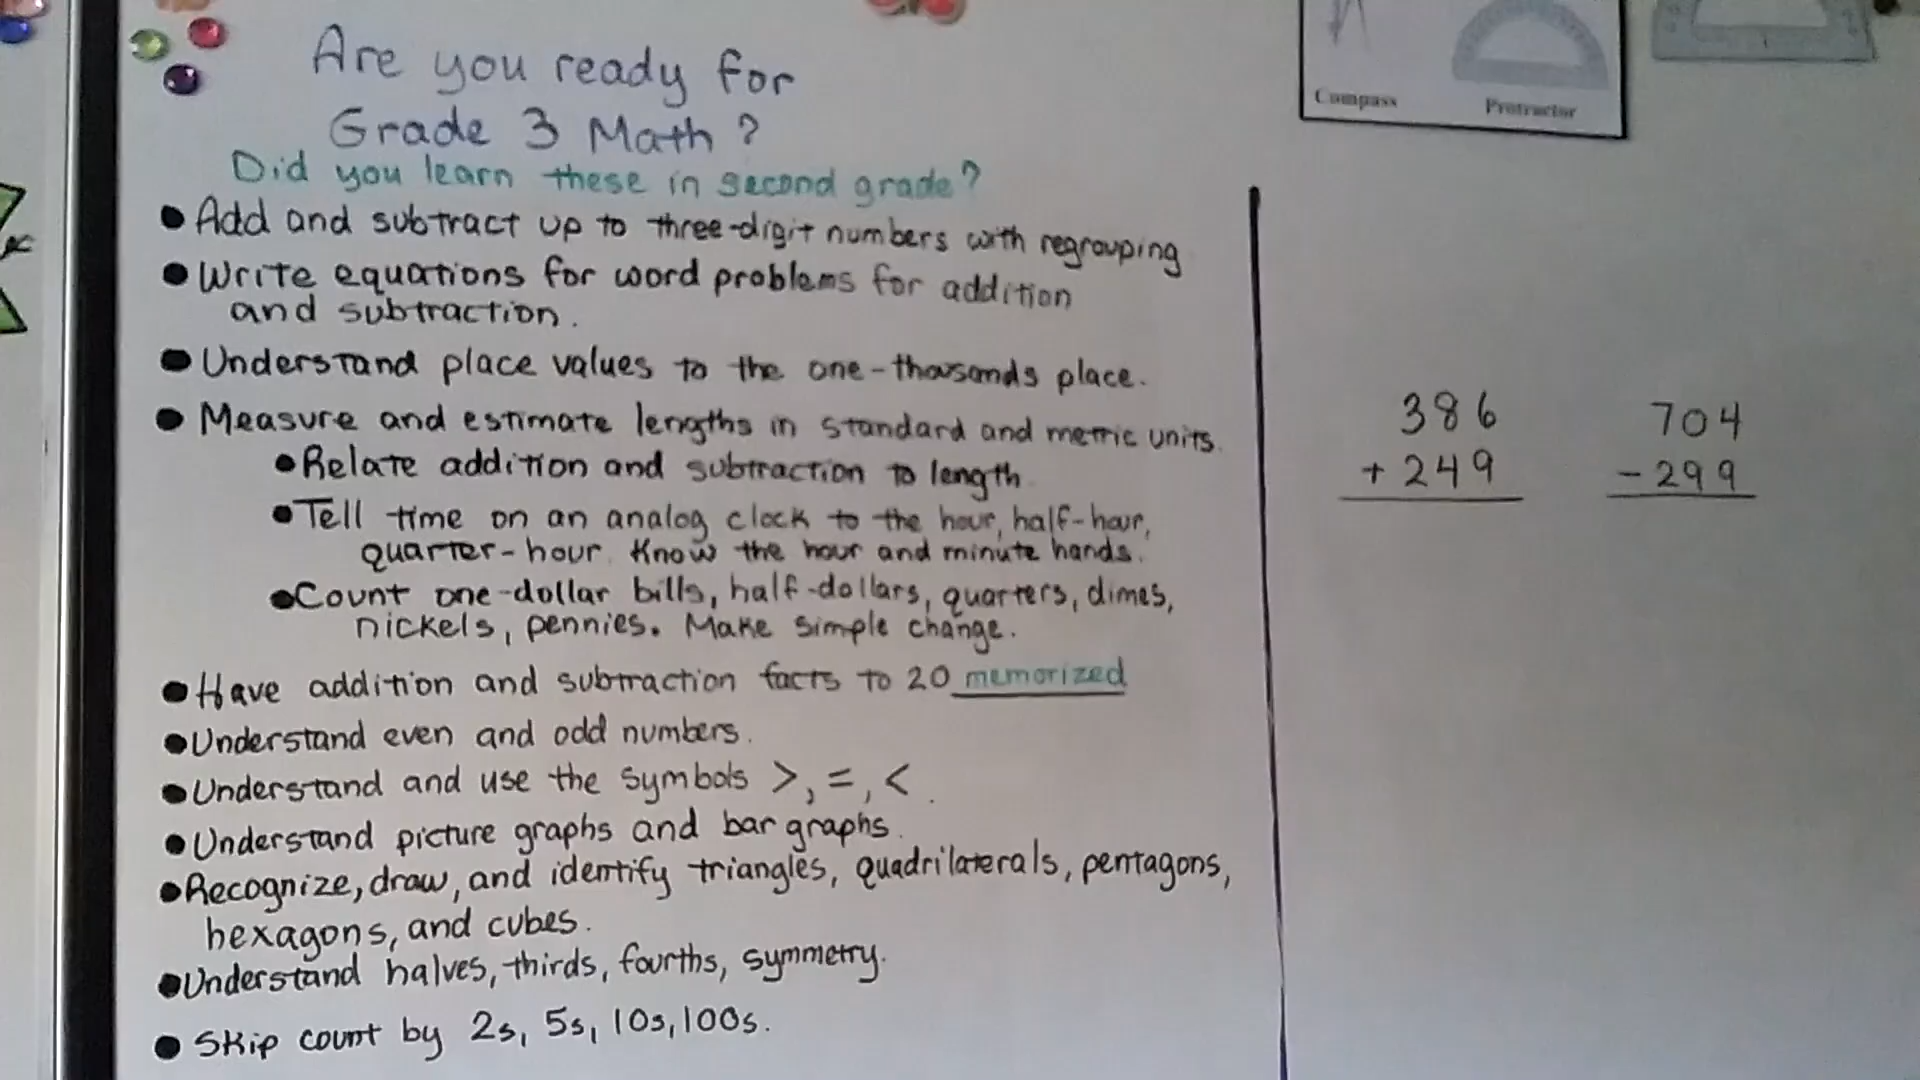 Are you ready for
Grade 3 Math?
Did you learn these in second grade?
● Add and subtract up to three-digit numbers with regrouping
● Write equations for word problems for addition
and subtraction.
● Understand place values to the one-thousands place.
● Measure and estimate lengths in standard and metric units.
● Relate addition and subtraction to length
● Tell time on an analog clock to the hour, half-hour,
quarter-hour. Know the hour and minute hands.
● Count one-dollar bills, half-dollars, quarters, dimes,
nickels, pennies. Make simple change.
● Have addition and subtraction facts to 20 memorized
● Understand even and odd numbers.
● Understand and use the symbols >, =, <.
● Understand picture graphs and bar graphs.
● Recognize, draw, and identify triangles, quadrilaterals, pentagons,
hexagons, and cubes.
● Understand halves, thirds, fourths, symmetry.
● Skip count by 2s, 5s, 10s, 100s.
Compass Protractor
386
+ 249
704
- 299